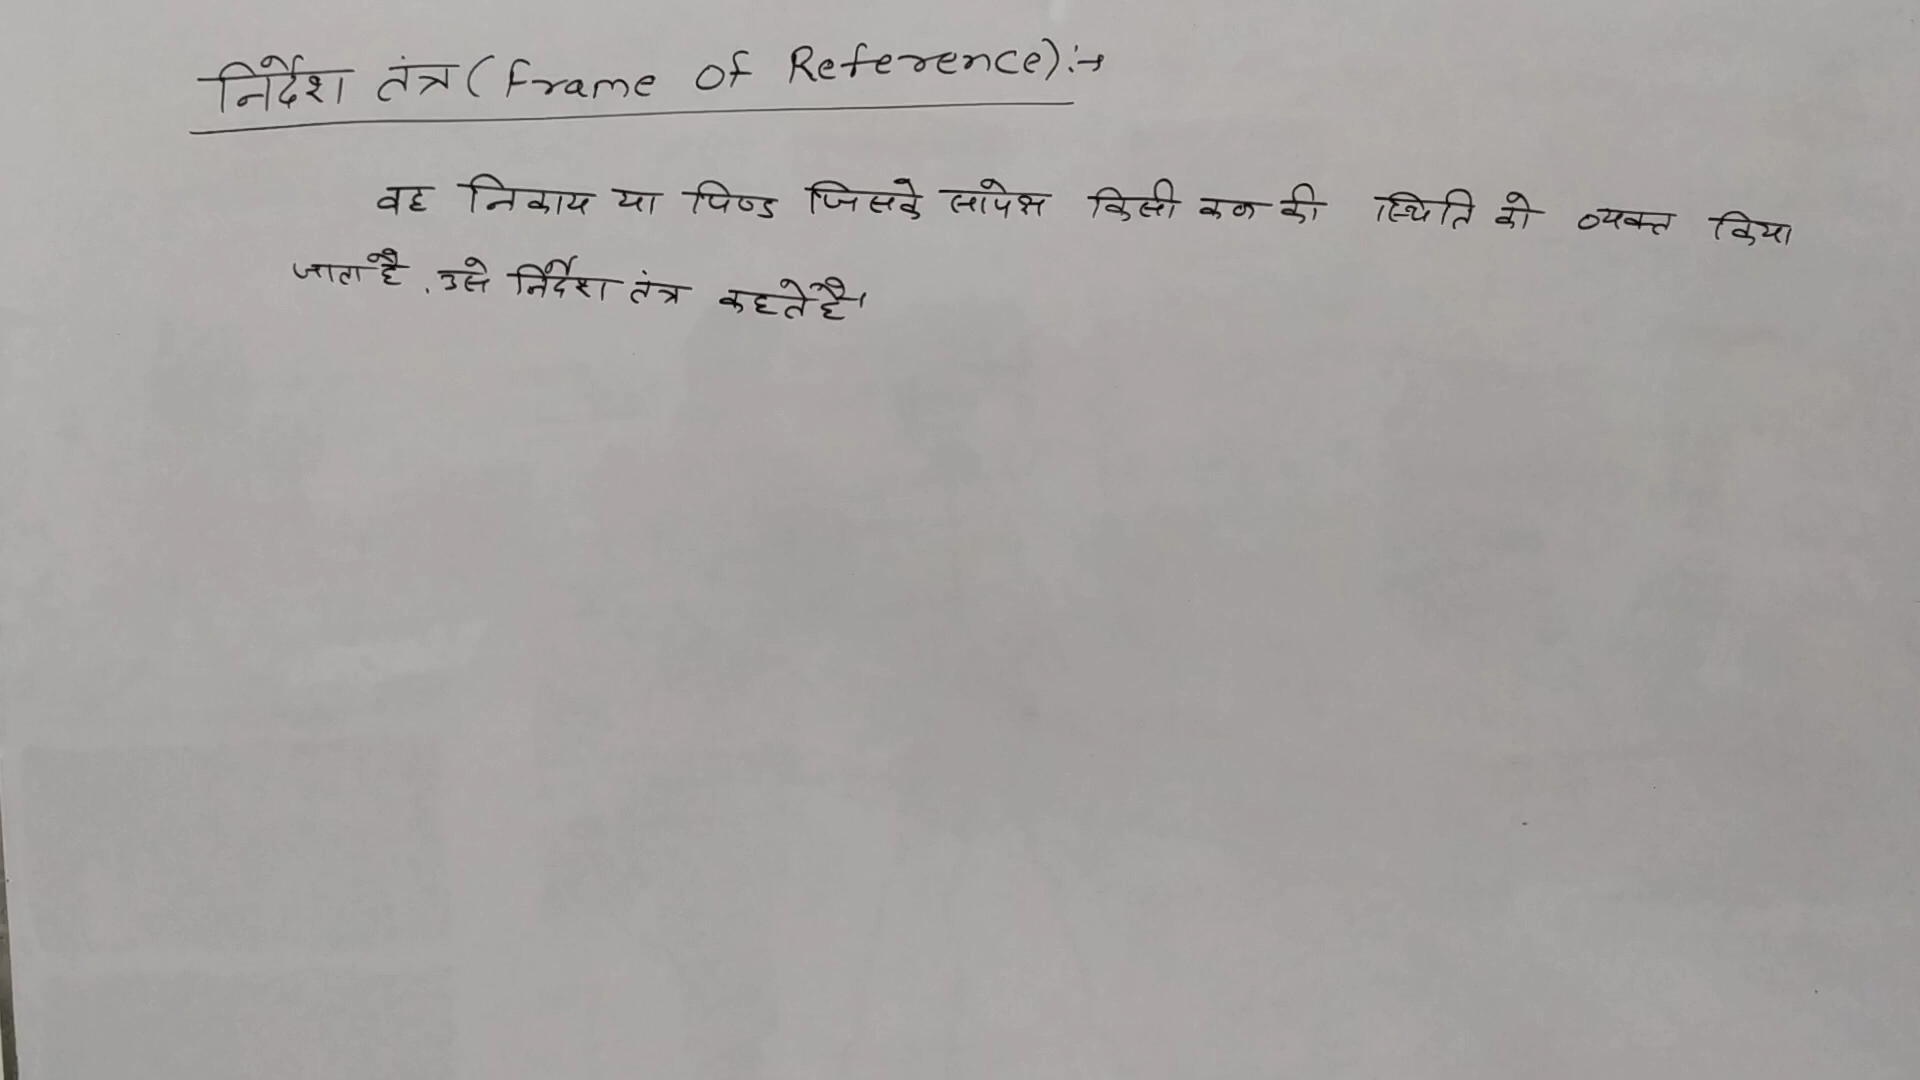 निर्देश तंत्र (Frame of Reference):→
वह निकाय या पिण्ड जिसके सापेक्ष किसी कण की स्थिति को व्यक्त किया
जाता है, उसे निर्देश तंत्र कहते है।